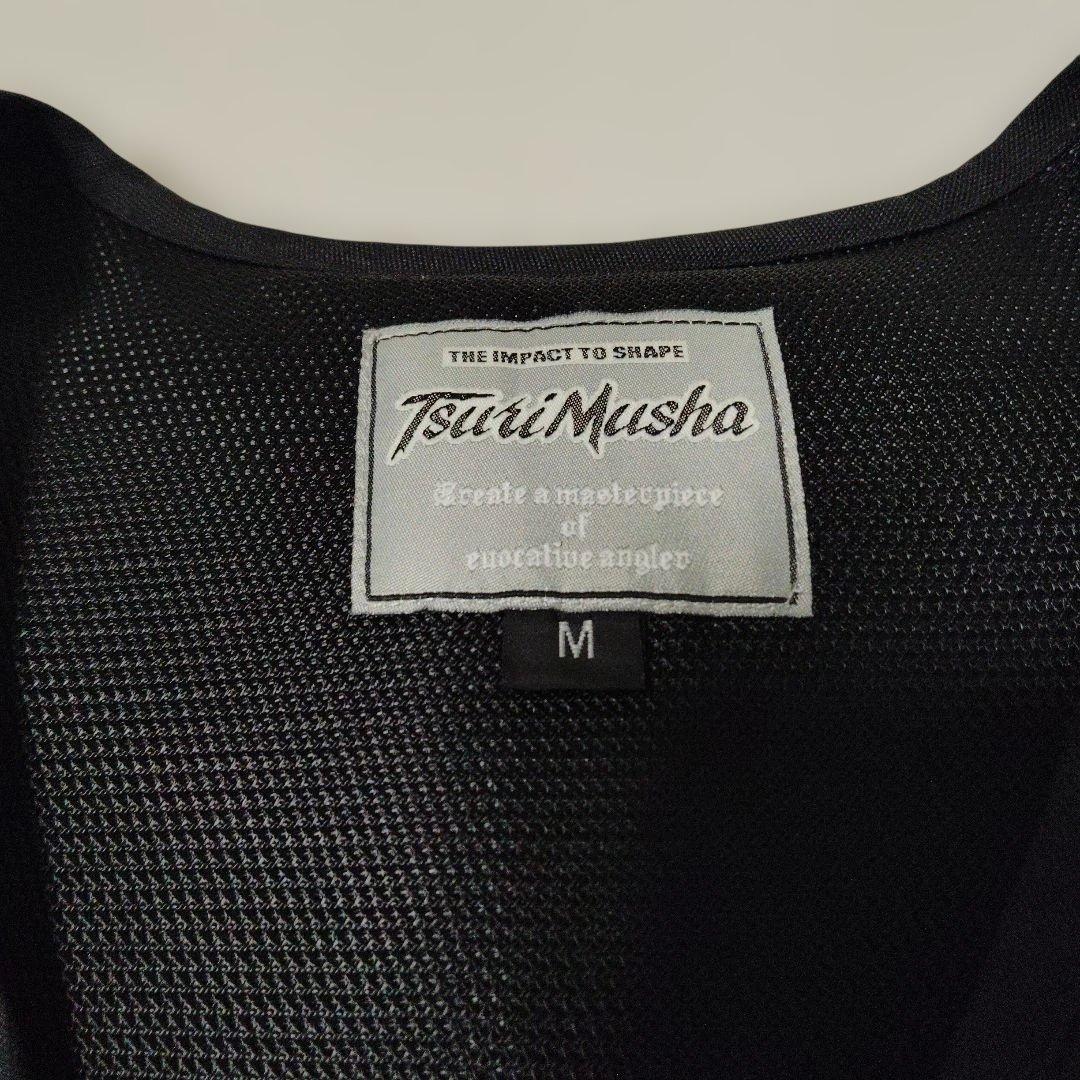 THE IMPACT TO SHAPE
TsuriMusha
Create a masterpiece
of
evocative angler
M